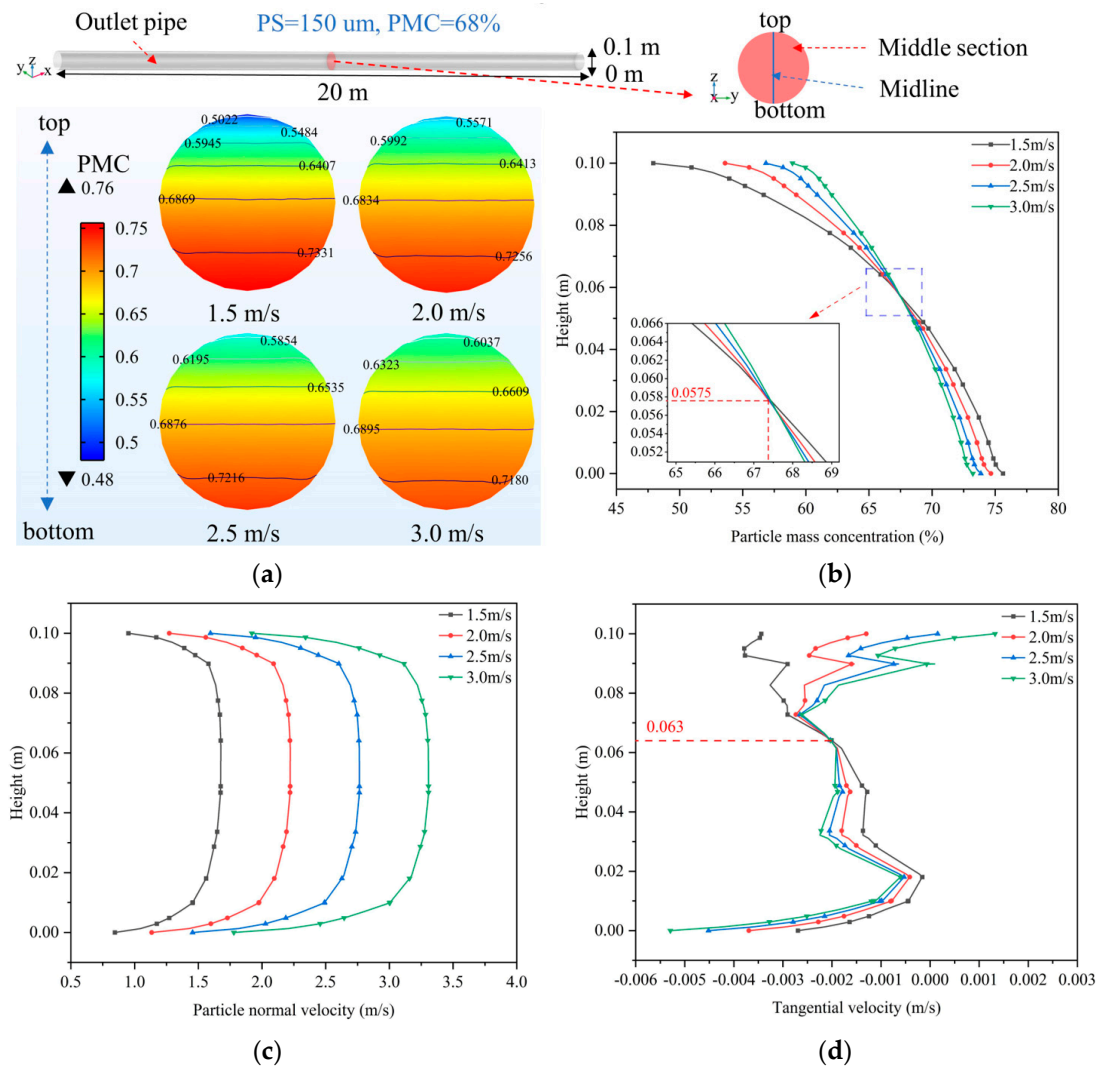 Outlet pipe
PS=150 um, PMC=68%
0.1 m
0 m
20 m
y z x
top
Middle section
Midline
bottom
z
x y
top
PMC
0.76
0.75
0.7
0.65
0.6
0.55
0.5
0.48
bottom
0.5022
0.5945 0.5484
0.6407
0.6869
0.7331
1.5 m/s
0.5571
0.5992
0.6413
0.6834
0.7256
2.0 m/s
0.5854
0.6195
0.6535
0.6876
0.7216
2.5 m/s
0.6037
0.6323
0.6609
0.6895
0.7180
3.0 m/s
(a)
1.5m/s
2.0m/s
2.5m/s
3.0m/s
0.10
0.08
0.06
0.04
0.02
0.00
Height (m)
0.066
0.064
0.062
0.060
0.058
0.056
0.054
0.052
0.0575
65 66 67 68 69
45 50 55 60 65 70 75 80
Particle mass concentration (%)
(b)
1.5m/s
2.0m/s
2.5m/s
3.0m/s
0.10
0.08
0.06
0.04
0.02
0.00
Height (m)
0.5 1.0 1.5 2.0 2.5 3.0 3.5 4.0
Particle normal velocity (m/s)
(c)
1.5m/s
2.0m/s
2.5m/s
3.0m/s
0.10
0.08
0.06
0.04
0.02
0.00
Height (m)
0.063
-0.006 -0.005 -0.004 -0.003 -0.002 -0.001 0.000 0.001 0.002 0.003
Tangential velocity (m/s)
(d)